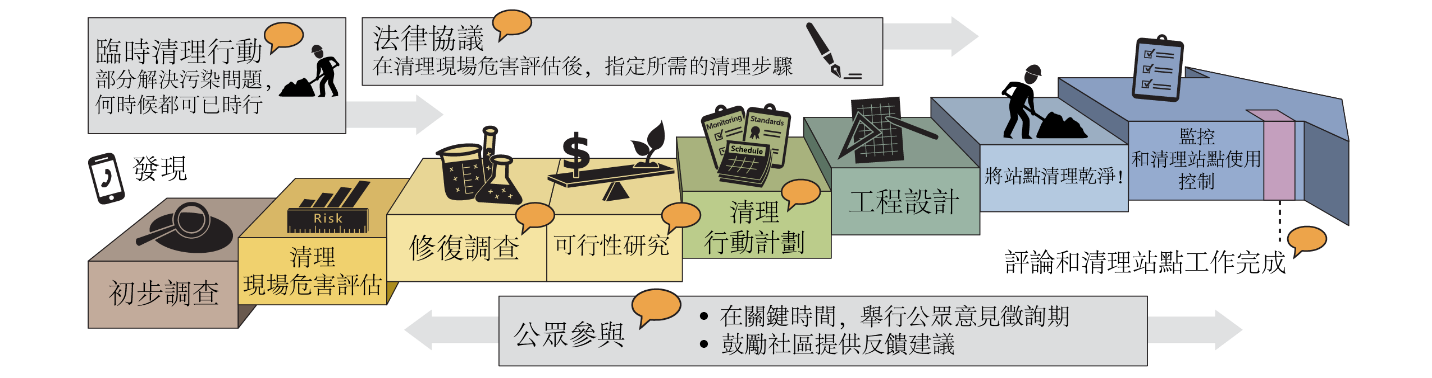 臨時清理行動
部分解決污染問題，
何時候都可已時行
法律協議
在清理現場危害評估後，指定所需的清理步驟
發現
初步調查
Risk
清理
現場危害評估
修復調查
$
可行性研究
Monitoring
Standards
Schedule
清理
行動計劃
工程設計
將站點清理乾淨！
監控
和清理站點使用
控制
評論和清理站點工作完成
公眾參與
• 在關鍵時間，舉行公眾意見徵詢期
• 鼓勵社區提供反饋建議